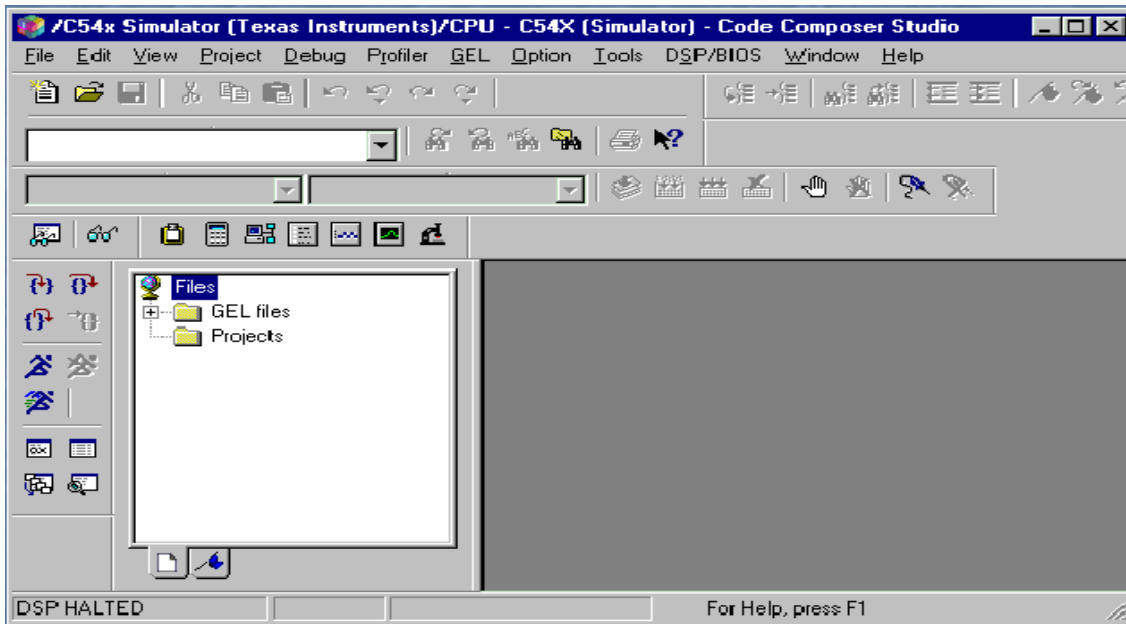 /C54x Simulator (Texas Instruments)/CPU - C54X (Simulator) - Code Composer Studio
File Edit View Project Debug Profiler GEL Option Tools DSP/BIOS Window Help
Files
GEL files
Projects
DSP HALTED
For Help, press F1